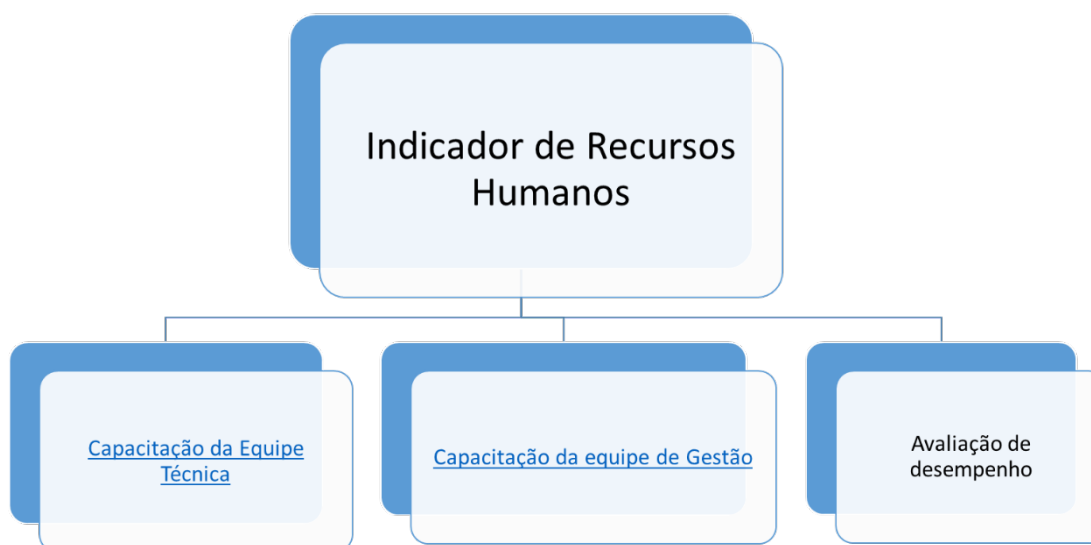 Indicador de Recursos
Humanos
Capacitação da Equipe
Técnica
Capacitação da equipe de Gestão
Avaliação de
desempenho